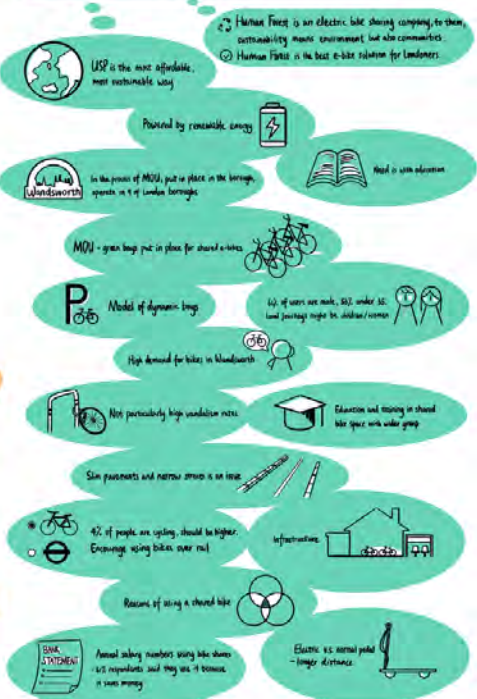 Human Forest is an electric bike sharing company, to them,
sustainability means environment but also communities.
Human Forest is the best e-bike solution for Londoners
USP is the most affordable,
most sustainable way
Powered by renewable energy
Need is with education
Wandsworth
In the process of MOU, put in place in the borough,
operate in 9 of London boroughs
MOU - green bays put in place for shared e-bikes
P
Model of dynamic bays
of users are male, under 35.
local journeys might be children/women
High demand for bikes in Wandsworth
Not particularly high vandalism rates
Education and training in shared
bike space with wider group
Slim pavements and narrow streets is an issue
4% of people are cycling, should be higher.
Encourage using bikes over rail
Infrastructure
Reasons of using a shared bike
BANK
STATEMENT
Annual salary numbers using bike shares
respondents said they use it because
it saves money
Electric v.s. normal pedal
- longer distance